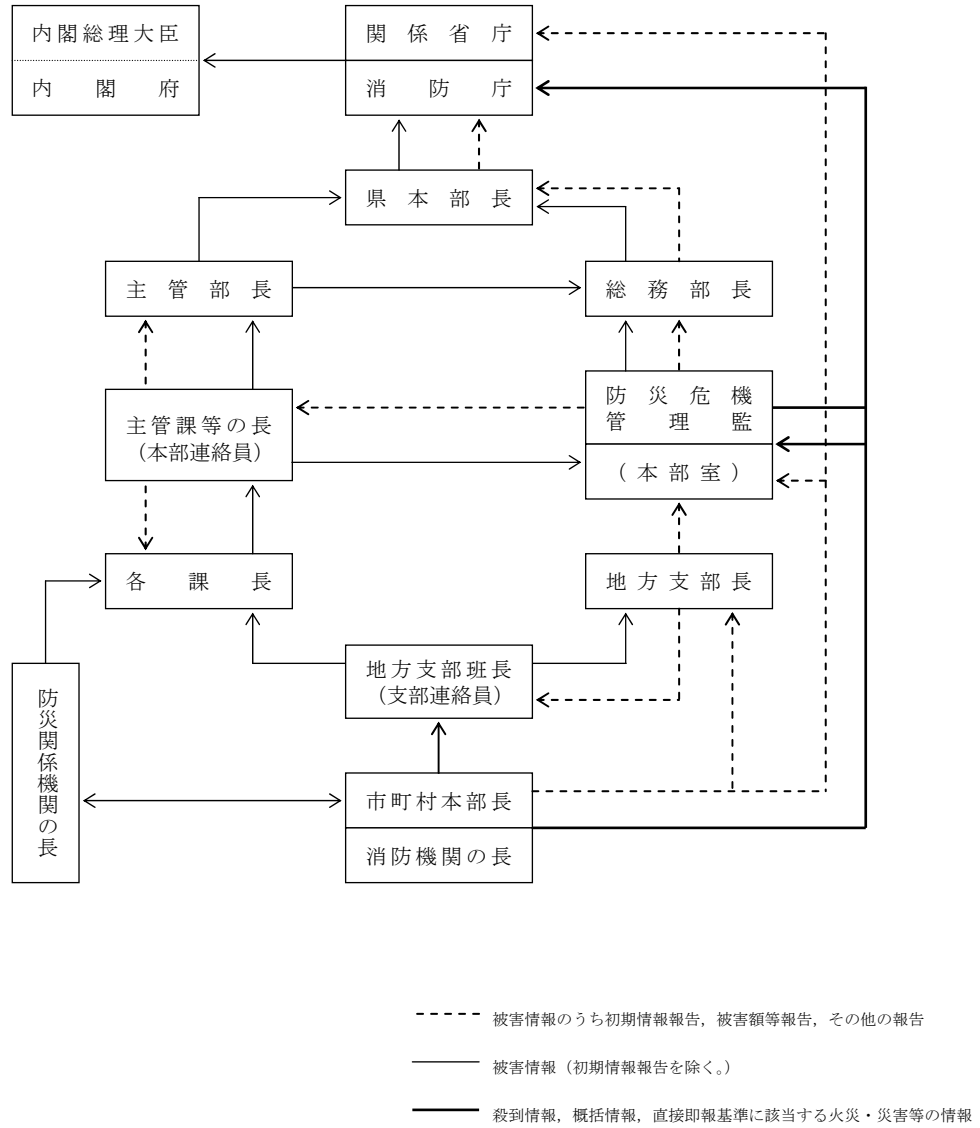 内閣総理大臣
内閣府
関係省庁
消防庁
県本部長
主管部長
総務部長
主管課等の長
（本部連絡員）
防災危機
管理監
（本部室）
各課長
地方支部長
地方支部班長
（支部連絡員）
防災関係機関の長
市町村本部長
消防機関の長
被害情報のうち初期情報報告，被害額等報告，その他の報告
被害情報（初期情報報告を除く。）
殺到情報，概括情報，直接即報基準に該当する火災・災害等の情報